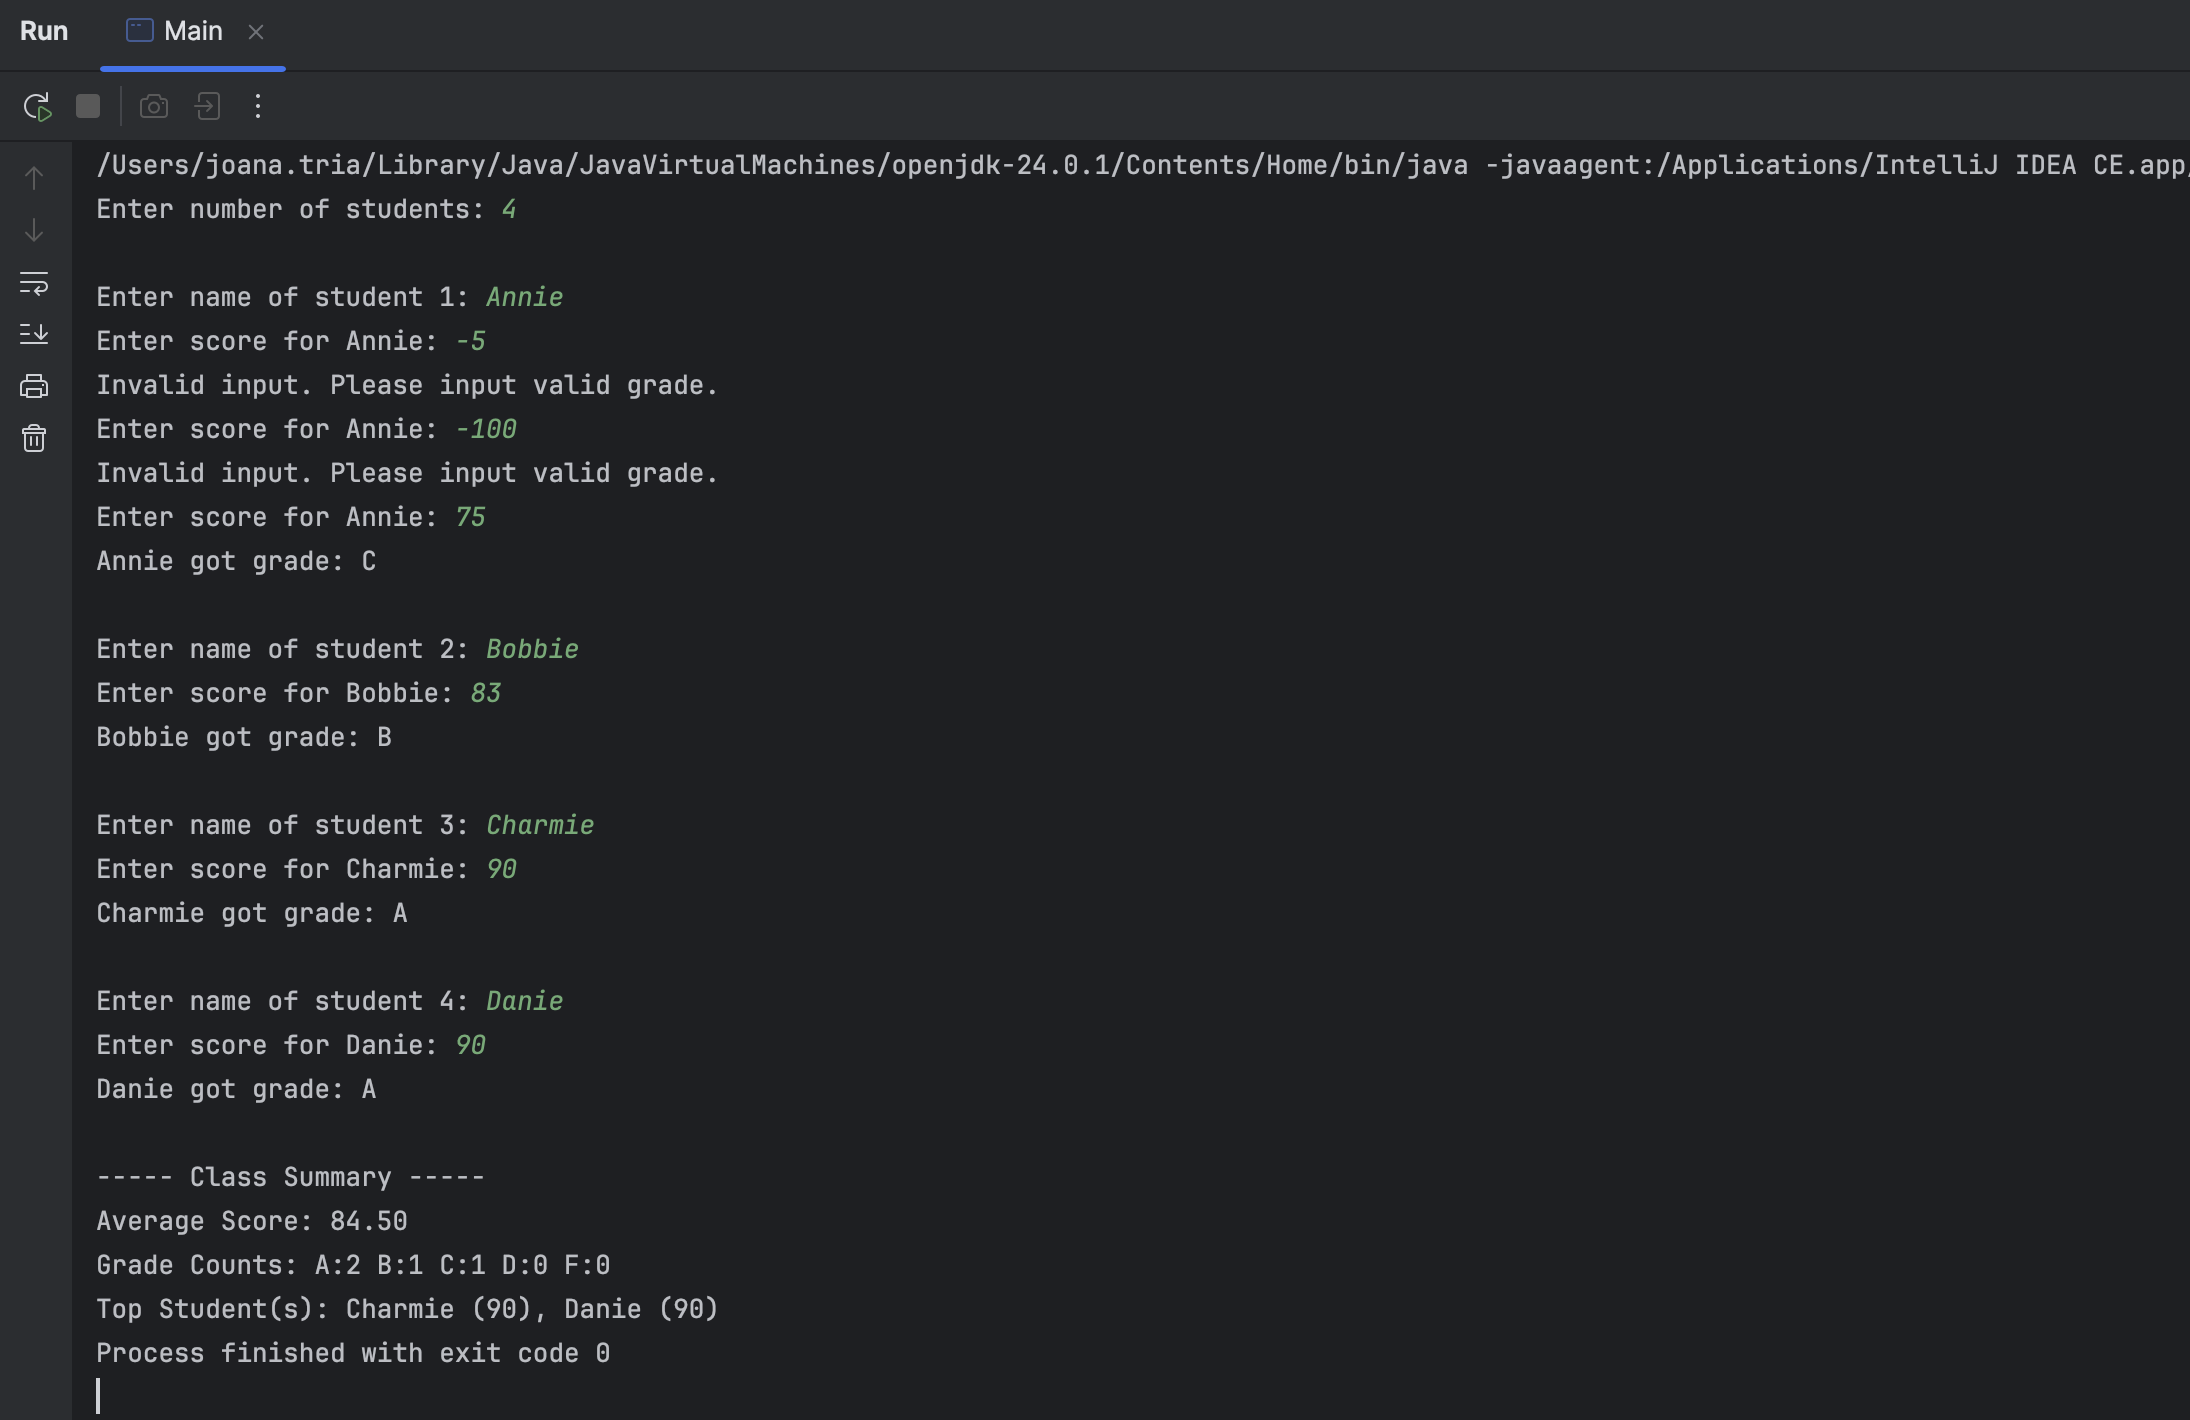 Run Main
/Users/joana.tria/Library/Java/JavaVirtualMachines/openjdk-24.0.1/Contents/Home/bin/java -javaagent:/Applications/IntelliJ IDEA CE.app/
Enter number of students: 4
Enter name of student 1: Annie
Enter score for Annie: -5
Invalid input. Please input valid grade.
Enter score for Annie: -100
Invalid input. Please input valid grade.
Enter score for Annie: 75
Annie got grade: C
Enter name of student 2: Bobbie
Enter score for Bobbie: 83
Bobbie got grade: B
Enter name of student 3: Charmie
Enter score for Charmie: 90
Charmie got grade: A
Enter name of student 4: Danie
Enter score for Danie: 90
Danie got grade: A
----- Class Summary -----
Average Score: 84.50
Grade Counts: A:2 B:1 C:1 D:0 F:0
Top Student(s): Charmie (90), Danie (90)
Process finished with exit code 0